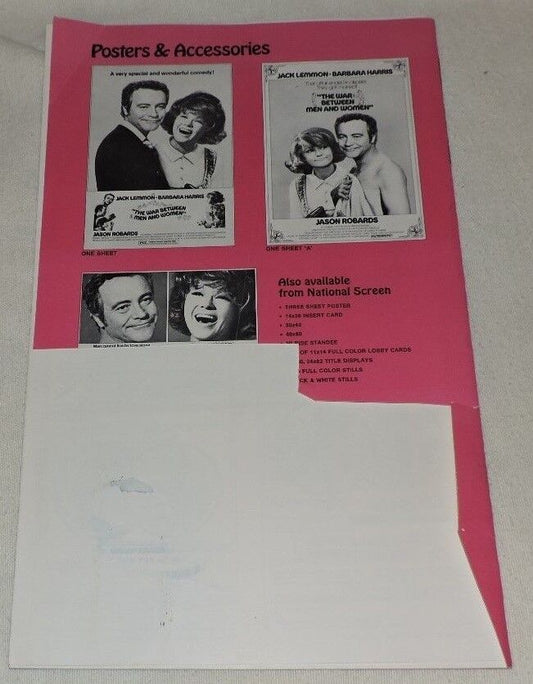 Posters & Accessories
A very special and wonderful comedy!
JACK LEMMON · BARBARA HARRIS
"THE WAR
BETWEEN
MEN AND WOMEN"
JASON ROBARDS
ONE SHEET
JACK LEMMON · BARBARA HARRIS
"THE WAR
BETWEEN
MEN AND WOMEN"
JASON ROBARDS
ONE SHEET "A"
Also available
from National Screen
• THREE SHEET POSTER
• 14x36 INSERT CARD
• 30x40
• 40x60
STANDEE
OF 11x14 FULL COLOR LOBBY CARDS
24x82 TITLE DISPLAYS
FULL COLOR STILLS
& WHITE STILLS